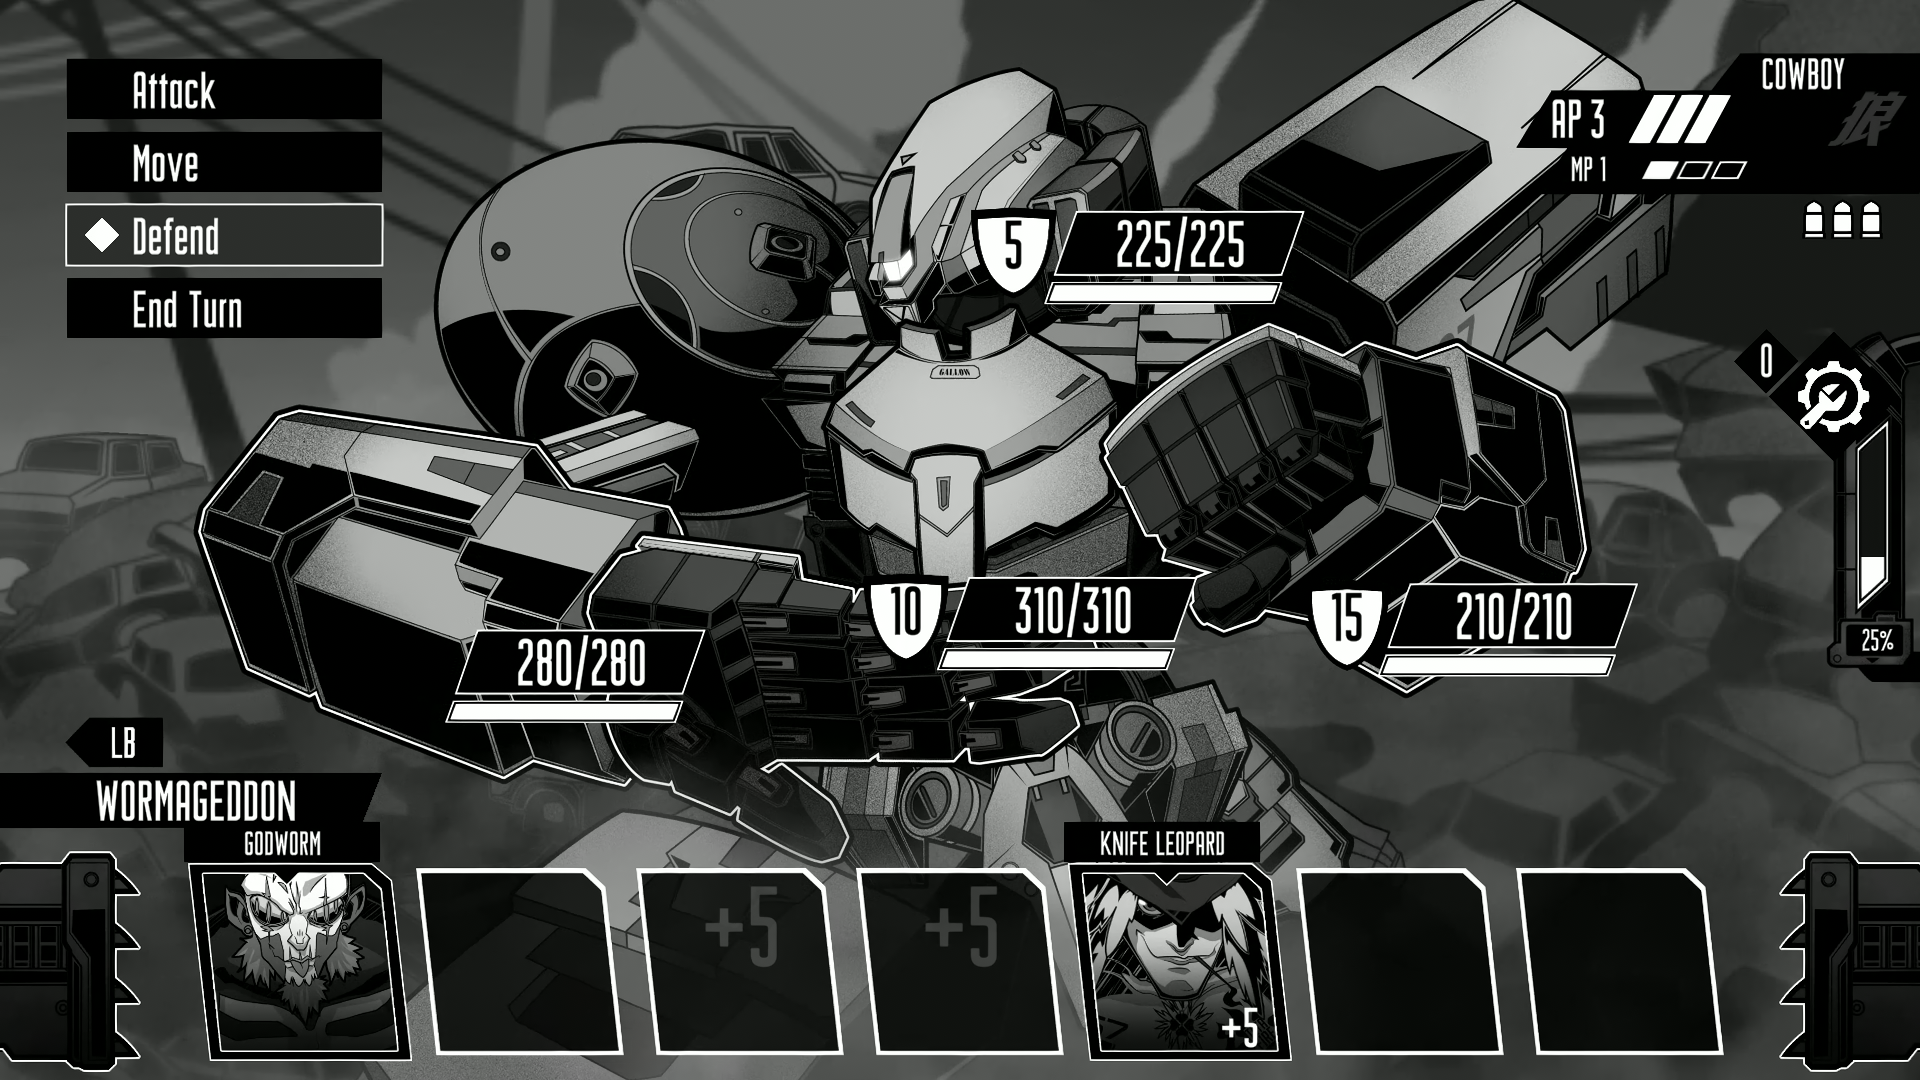 Attack
Move
Defend
End Turn
COWBOY
AP 3
狼
MP 1
5
225/225
0
GALLON
10
310/310
15
210/210
280/280
25%
LB
WORMAGEDDON
GODWORM
KNIFE LEOPARD
+5
+5
+5